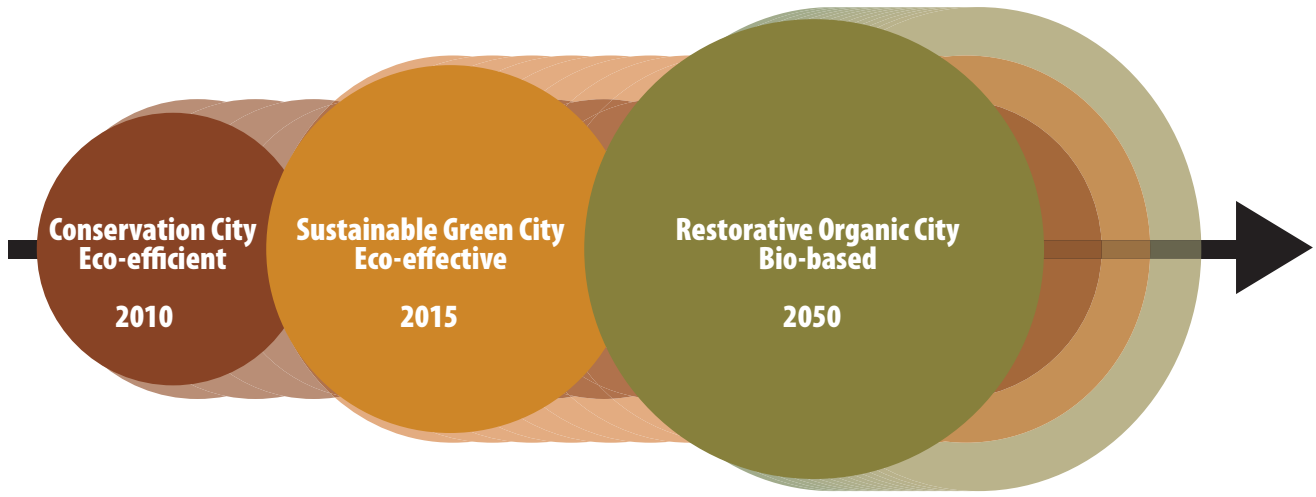 Conservation City
Eco-efficient
2010
Sustainable Green City
Eco-effective
2015
Restorative Organic City
Bio-based
2050